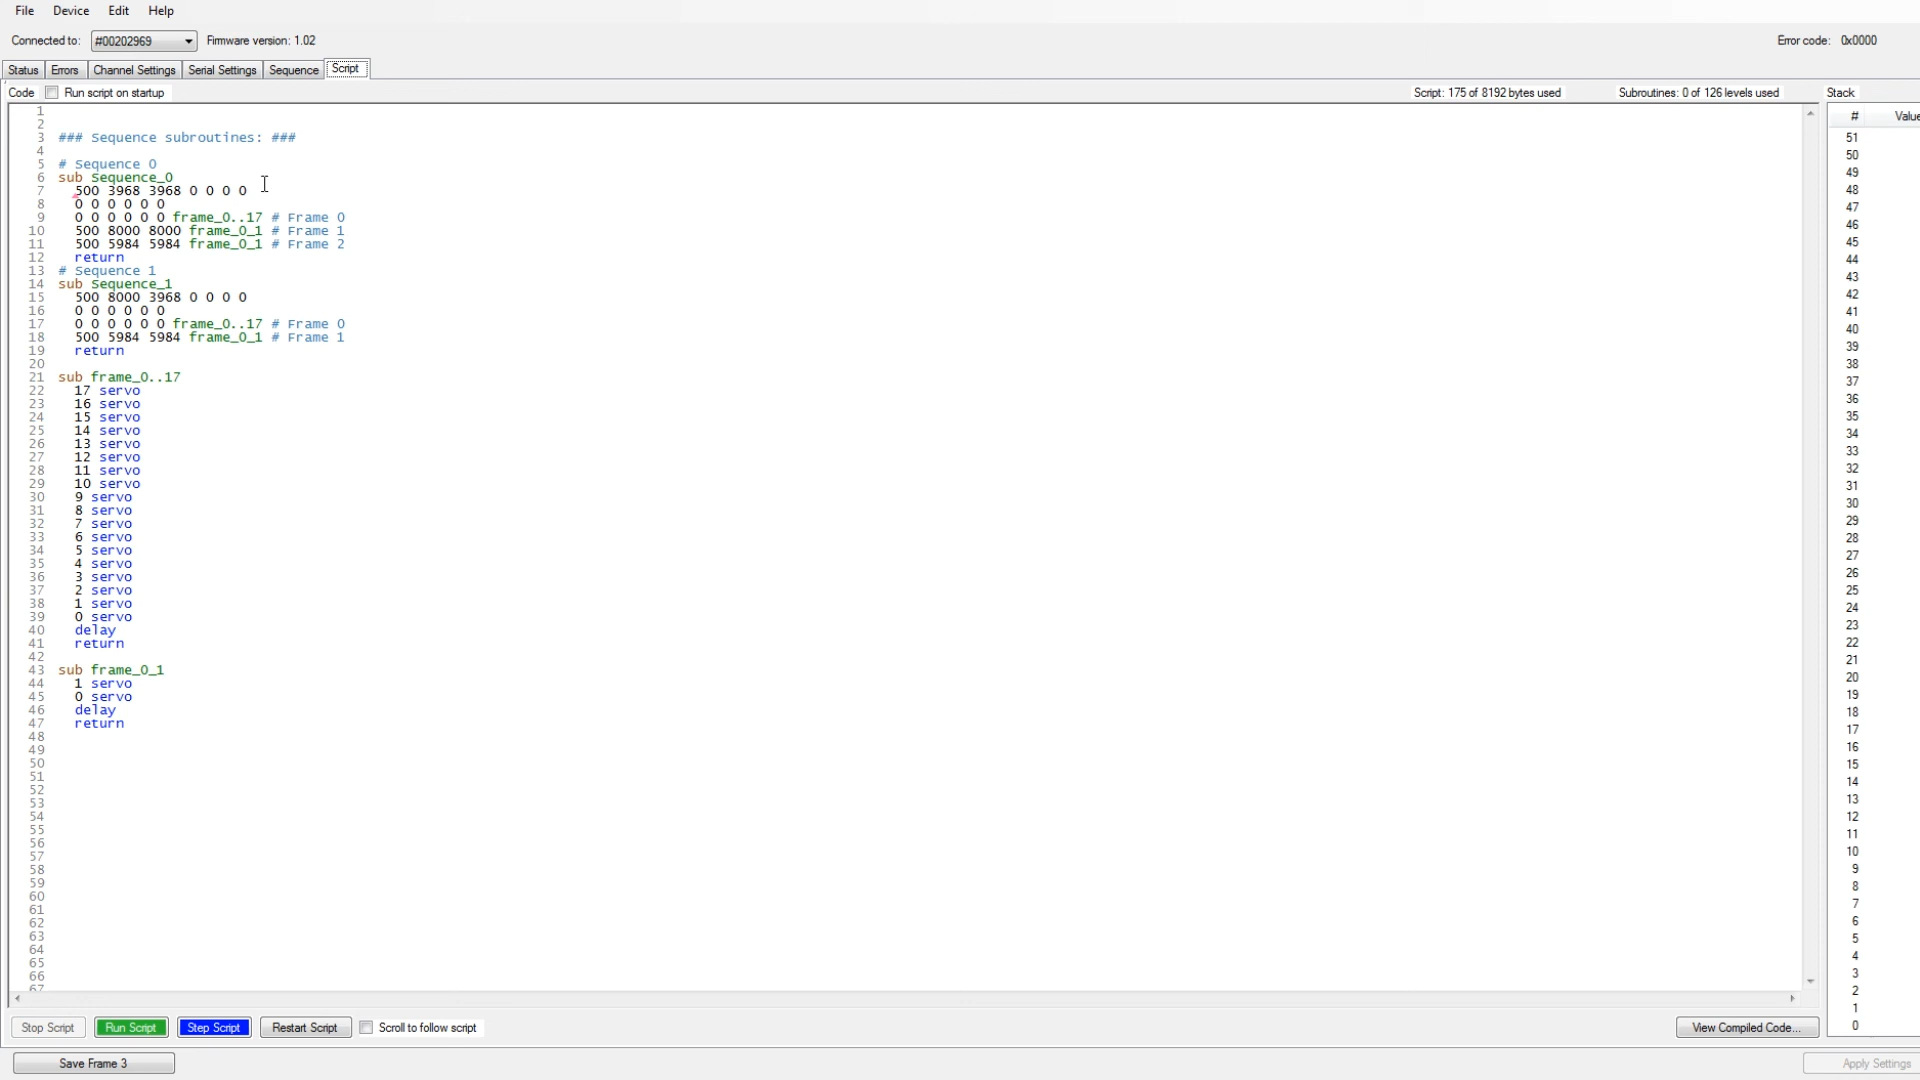 File Device Edit Help
Connected to: #00202969 Firmware version: 1.02 Error code: 0x0000
Status Errors Channel Settings Serial Settings Sequence Script
Code Run script on startup Script: 175 of 8192 bytes used Subroutines: 0 of 126 levels used Stack
# Value
1
2
3 ### Sequence subroutines: ###
4
5 # Sequence 0
6 sub Sequence_0
7 500 3968 3968 0 0 0 0
8 0 0 0 0 0 0
9 0 0 0 0 0 0 frame_0..17 # Frame 0
10 500 8000 8000 frame_0_1 # Frame 1
11 500 5984 5984 frame_0_1 # Frame 2
12 return
13 # Sequence 1
14 sub Sequence_1
15 500 8000 3968 0 0 0 0
16 0 0 0 0 0 0
17 0 0 0 0 0 0 frame_0..17 # Frame 0
18 500 5984 5984 frame_0_1 # Frame 1
19 return
20
21 sub frame_0..17
22 17 servo
23 16 servo
24 15 servo
25 14 servo
26 13 servo
27 12 servo
28 11 servo
29 10 servo
30 9 servo
31 8 servo
32 7 servo
33 6 servo
34 5 servo
35 4 servo
36 3 servo
37 2 servo
38 1 servo
39 0 servo
40 delay
41 return
42
43 sub frame_0_1
44 1 servo
45 0 servo
46 delay
47 return
48
49
50
51
52
53
54
55
56
57
58
59
60
61
62
63
64
65
66
67
51
50
49
48
47
46
45
44
43
42
41
40
39
38
37
36
35
34
33
32
31
30
29
28
27
26
25
24
23
22
21
20
19
18
17
16
15
14
13
12
11
10
9
8
7
6
5
4
3
2
1
0
Stop Script Run Script Step Script Restart Script Scroll to follow script View Compiled Code...
Save Frame 3 Apply Settings